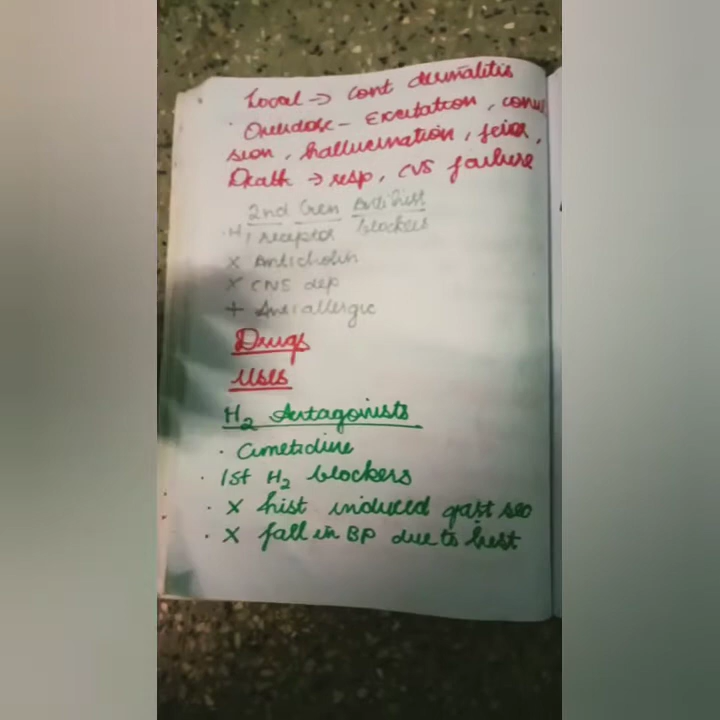 Local → Cont dermatitis
· Overdose - Excitation, convul
sion, hallucination, fever,
Death → resp, CVS failure
2nd Gen Antihist
· H1 receptor blockers
X Anticholin
X CNS dep
+ Antiallergic
Drugs
Uses
H2 Antagonists
· Cimetidine
· 1st H2 blockers
· X hist induced gast sec
· X fall in BP due to hist